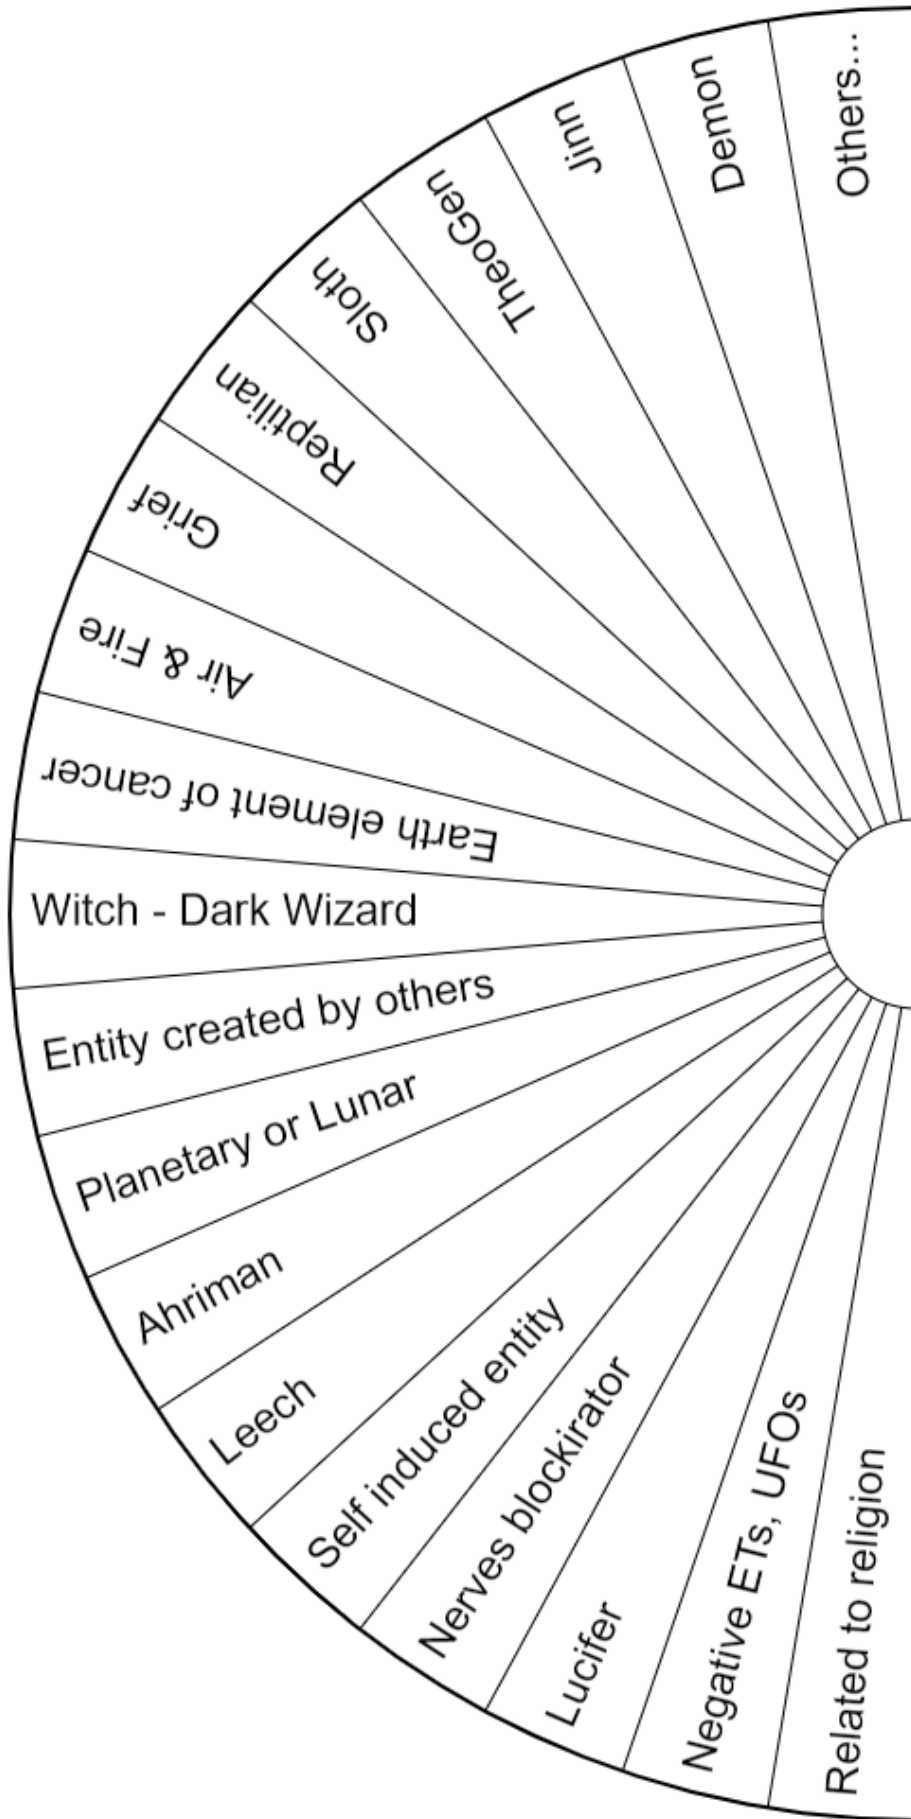 Others...
Demon
Jinn
TheoGen
Sloth
Reptilian
Grief
Air & Fire
Earth element of cancer
Witch - Dark Wizard
Entity created by others
Planetary or Lunar
Ahriman
Leech
Self induced entity
Nerves blockirator
Lucifer
Negative ETs, UFOs
Related to religion